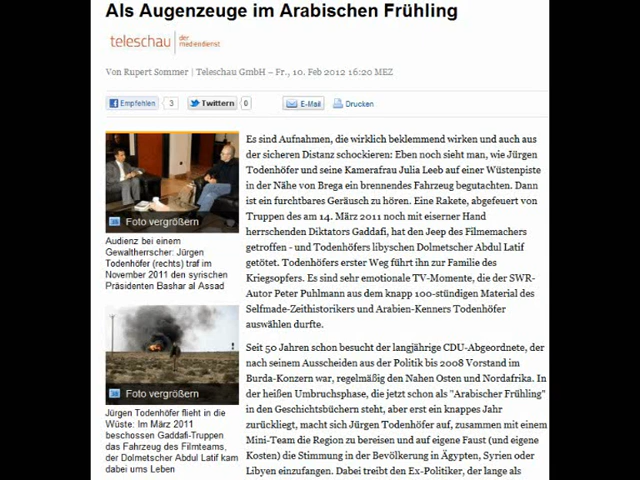 Als Augenzeuge im Arabischen Frühling
teleschau der mediendienst
Von Rupert Sommer | Teleschau GmbH – Fr., 10. Feb 2012 16:20 MEZ
Empfehlen 3 Twittern 0 E-Mail Drucken
Foto vergrößern
Audienz bei einem
Gewaltherrscher: Jürgen
Todenhöfer (rechts) traf im
November 2011 den syrischen
Präsidenten Bashar al Assad
Foto vergrößern
Jürgen Todenhöfer flieht in die
Wüste: Im März 2011
beschossen Gaddafi-Truppen
das Fahrzeug des Filmteams,
der Dolmetscher Abdul Latif kam
dabei ums Leben
Es sind Aufnahmen, die wirklich beklemmend wirken und auch aus
der sicheren Distanz schockieren: Eben noch sieht man, wie Jürgen
Todenhöfer und seine Kamerafrau Julia Leeb auf einer Wüstenpiste
in der Nähe von Brega ein brennendes Fahrzeug begutachten. Dann
ist ein furchtbares Geräusch zu hören. Eine Rakete, abgefeuert von
Truppen des am 14. März 2011 noch mit eiserner Hand
herrschenden Diktators Gaddafi, hat den Jeep des Filmemachers
getroffen - und Todenhöfers libyschen Dolmetscher Abdul Latif
getötet. Todenhöfers erster Weg führt ihn zur Familie des
Kriegsopfers. Es sind sehr emotionale TV-Momente, die der SWR-
Autor Peter Puhlmann aus dem knapp 100-stündigen Material des
Selfmade-Zeithistorikers und Arabien-Kenners Todenhöfer
auswählen durfte.
Seit 50 Jahren schon besucht der langjährige CDU-Abgeordnete, der
nach seinem Ausscheiden aus der Politik bis 2008 Vorstand im
Burda-Konzern war, regelmäßig den Nahen Osten und Nordafrika. In
der heißen Umbruchsphase, die jetzt schon als "Arabischer Frühling"
in den Geschichtsbüchern steht, aber erst ein knappes Jahr
zurückliegt, macht sich Jürgen Todenhöfer auf, zusammen mit einem
Mini-Team die Region zu bereisen und auf eigene Faust (und eigene
Kosten) die Stimmung in der Bevölkerung in Ägypten, Syrien oder
Libyen einzufangen. Dabei treibt den Ex-Politiker, der lange als